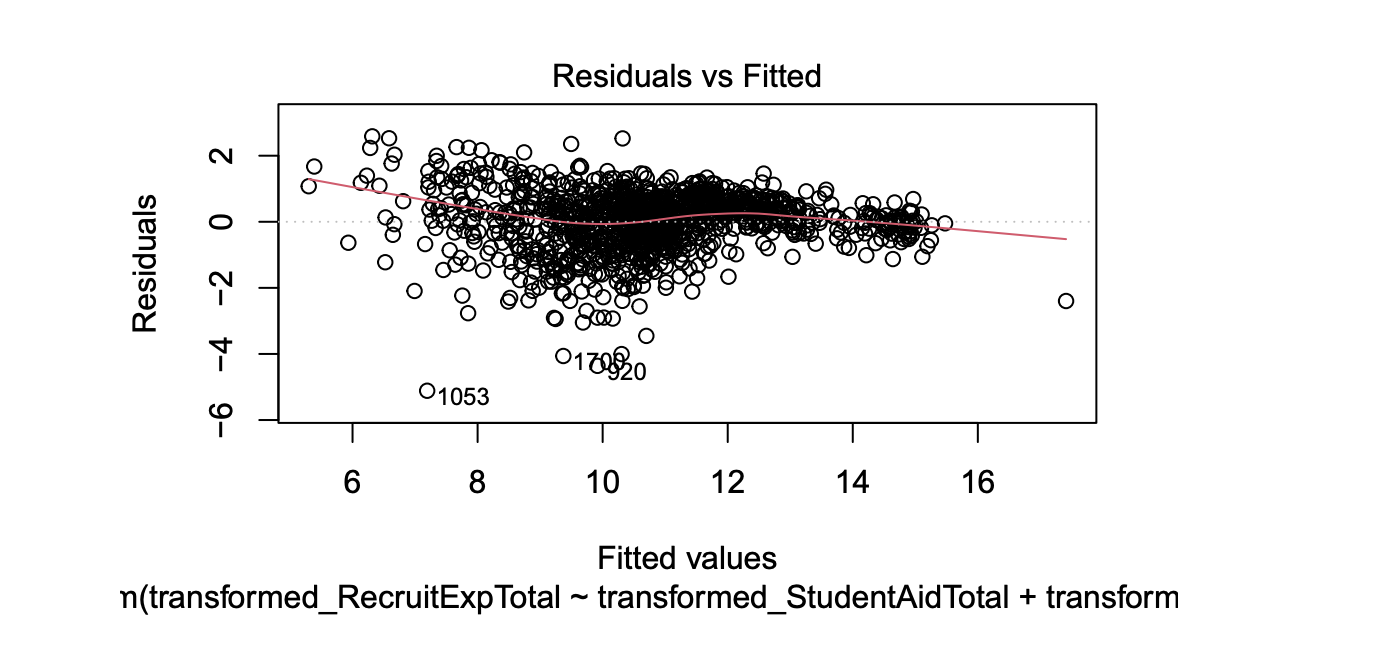 Residuals vs Fitted
Residuals
2
0
−2
−4
−6
1700
920
1053
6 8 10 12 14 16
Fitted values
m(transformed_RecruitExpTotal ~ transformed_StudentAidTotal + transform